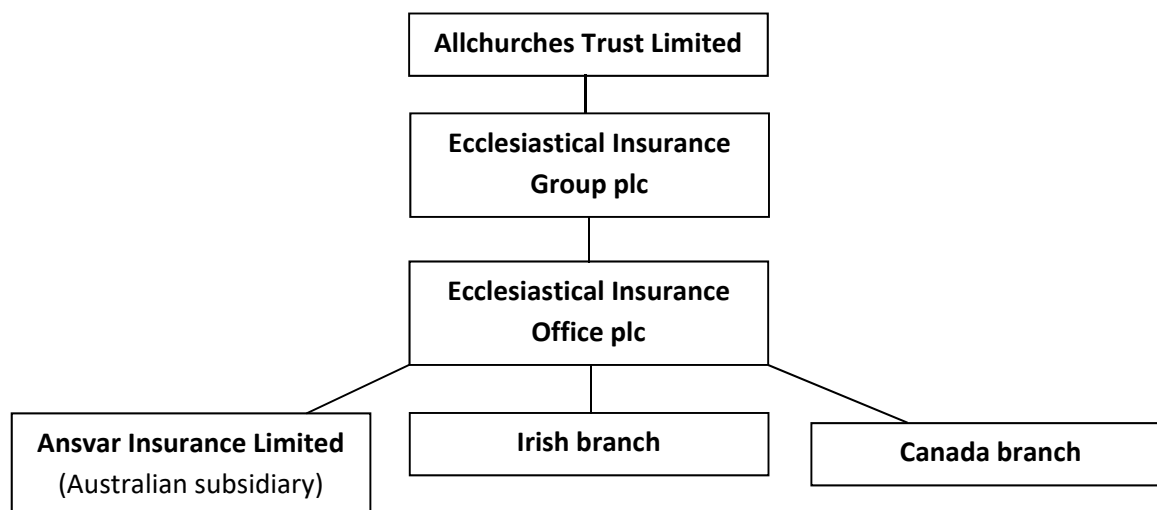 Allchurches Trust Limited
Ecclesiastical Insurance
Group plc
Ecclesiastical Insurance
Office plc
Ansvar Insurance Limited
(Australian subsidiary)
Irish branch
Canada branch